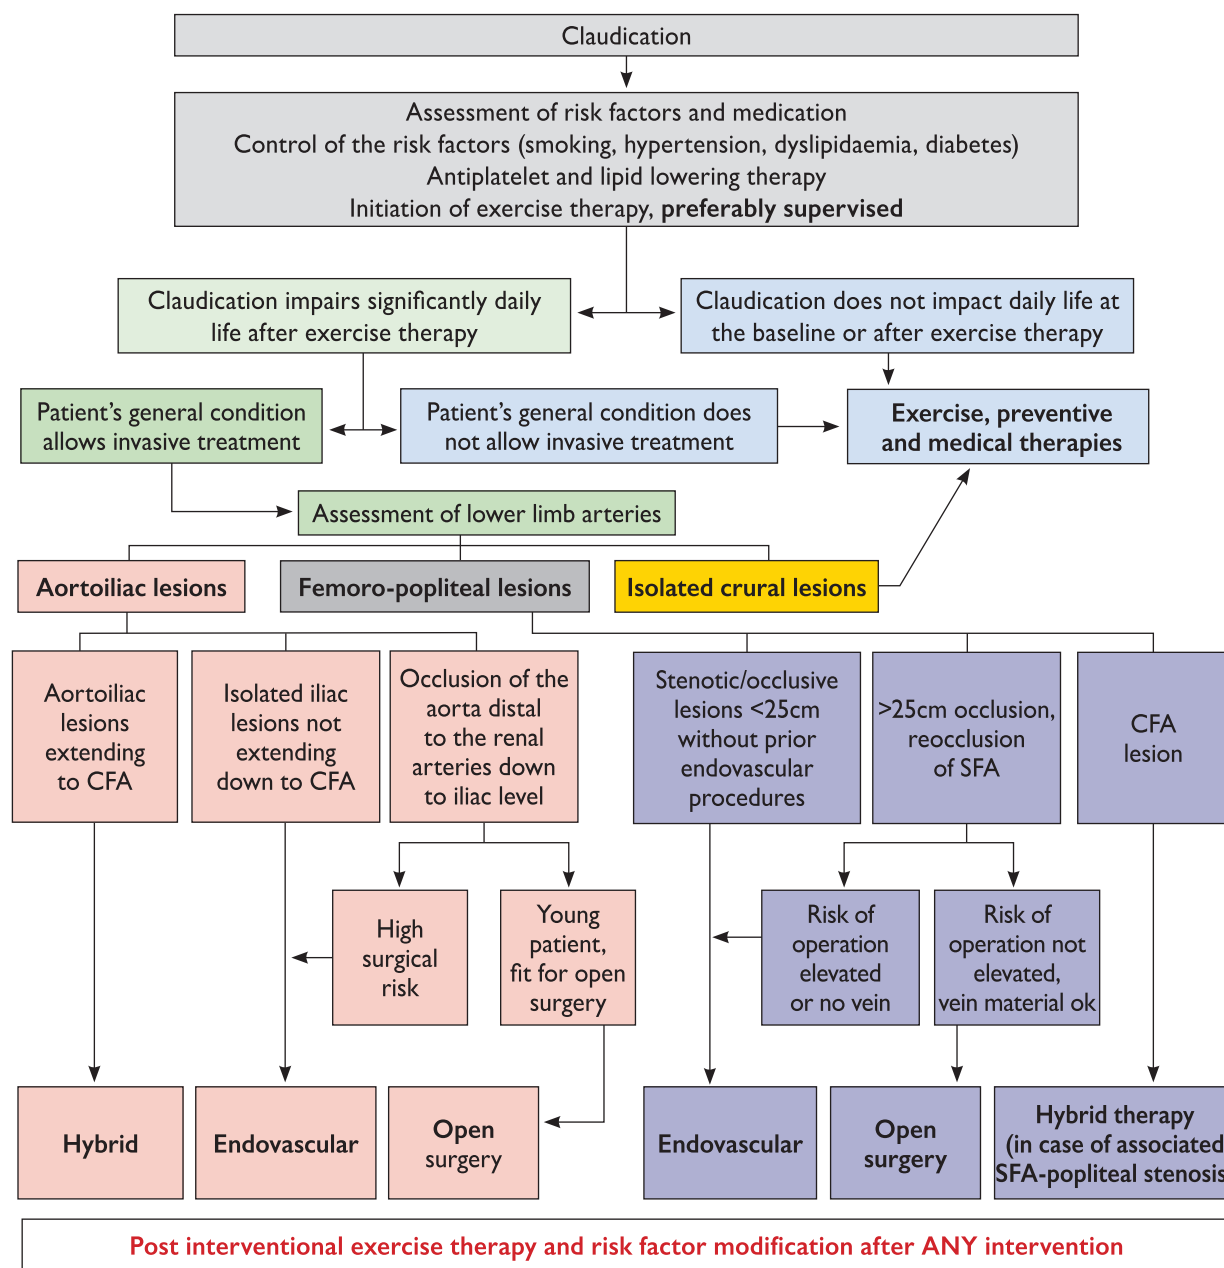 Claudication
Assessment of risk factors and medication
Control of the risk factors (smoking, hypertension, dyslipidaemia, diabetes)
Antiplatelet and lipid lowering therapy
Initiation of exercise therapy, preferably supervised
Claudication impairs significantly daily
life after exercise therapy
Claudication does not impact daily life at
the baseline or after exercise therapy
Patient’s general condition
allows invasive treatment
Patient’s general condition does
not allow invasive treatment
Exercise, preventive
and medical therapies
Assessment of lower limb arteries
Aortoiliac lesions
Femoro-popliteal lesions
Isolated crural lesions
Aortoiliac
lesions
extending
to CFA
Isolated iliac
lesions not
extending
down to CFA
Occlusion of the
aorta distal
to the renal
arteries down
to iliac level
Stenotic/occlusive
lesions <25cm
without prior
endovascular
procedures
>25cm occlusion,
reocclusion
of SFA
CFA
lesion
High
surgical
risk
Young
patient,
fit for open
surgery
Risk of
operation
elevated
or no vein
Risk of
operation not
elevated,
vein material ok
Hybrid
Endovascular
Open
surgery
Endovascular
Open
surgery
Hybrid therapy
(in case of associated
SFA-popliteal stenosis
Post interventional exercise therapy and risk factor modification after ANY intervention